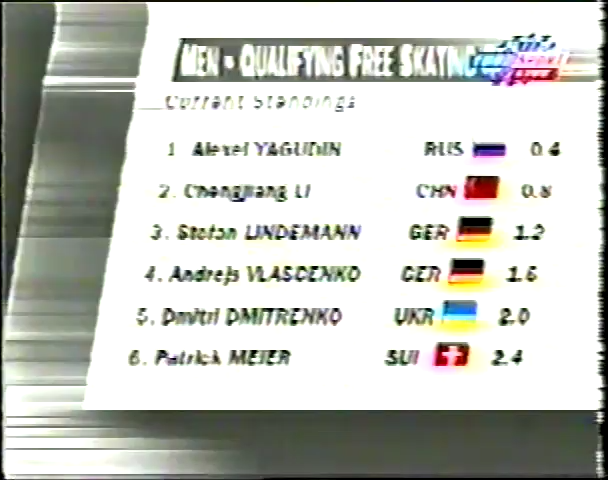 MEN - QUALIFYING FREE SKATING
Current Standings
1. Alexei YAGUDIN RUS 0.4
2. Chengjiang LI CHN 0.8
3. Stefan LINDEMANN GER 1.2
4. Andrejs VLASCENKO GER 1.6
5. Dmitri DMITRENKO UKR 2.0
6. Patrick MEIER SUI 2.4